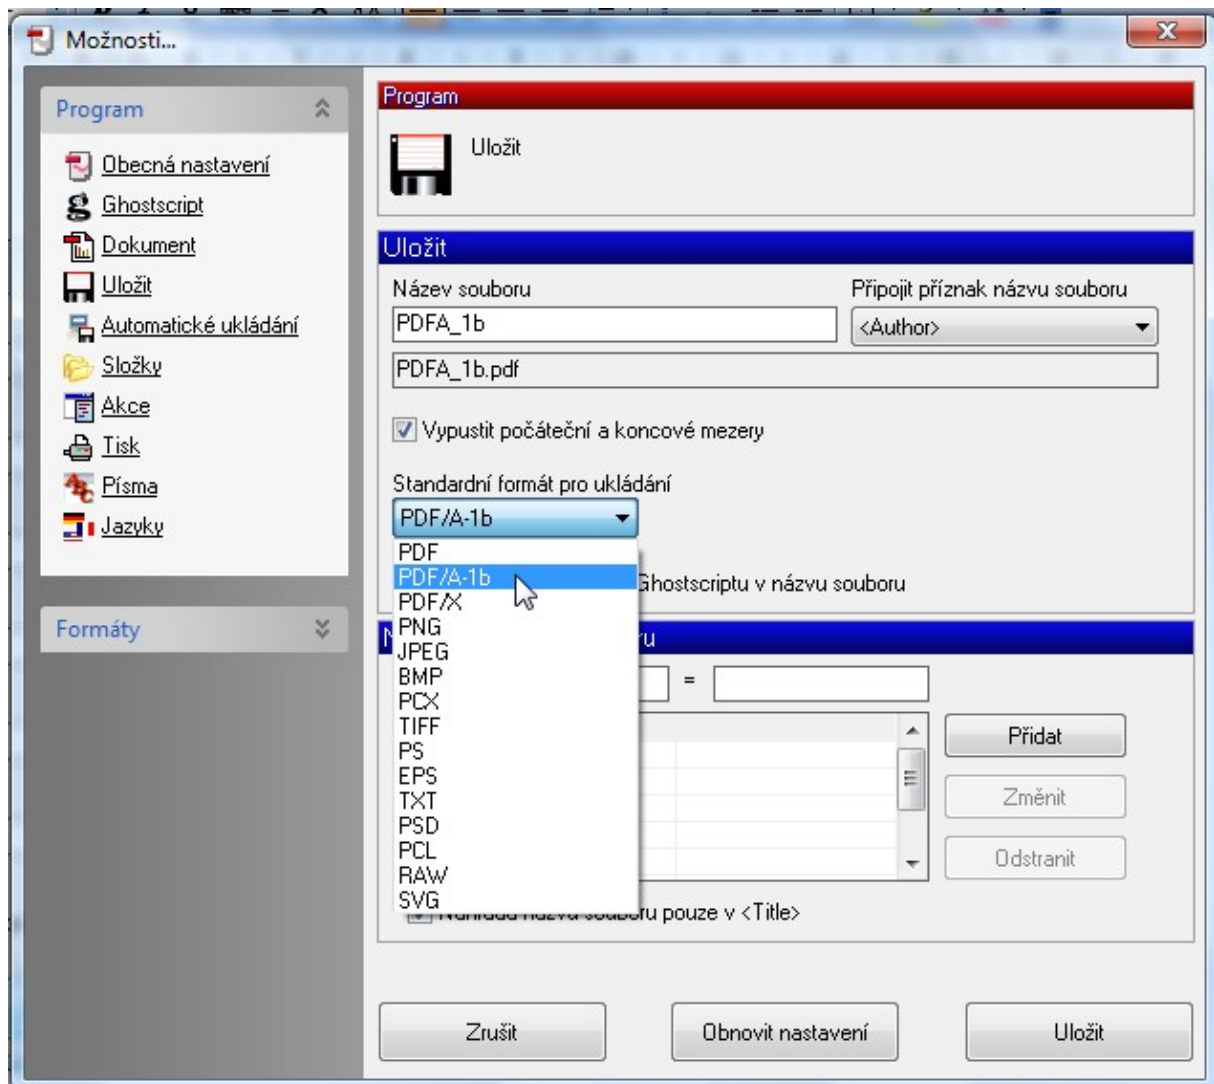 Možnosti...
Program
Obecná nastavení
Ghostscript
Dokument
Uložit
Automatické ukládání
Složky
Akce
Tisk
Písma
Jazyky
Formáty
Program
Uložit
Uložit
Název souboru Připojit příznak názvu souboru
PDFA_1b <Author>
PDFA_1b.pdf
Vypustit počáteční a koncové mezery
Standardní formát pro ukládání
PDF/A-1b
PDF
PDF/A-1b
Ghostscriptu v názvu souboru
PDF/X
PNG
JPEG
BMP
=
PCX
TIFF
Přidat
PS
EPS
TXT
Změnit
PSD
PCL
Odstranit
RAW
SVG
názvu souboru pouze v <Title>
Zrušit Obnovit nastavení Uložit